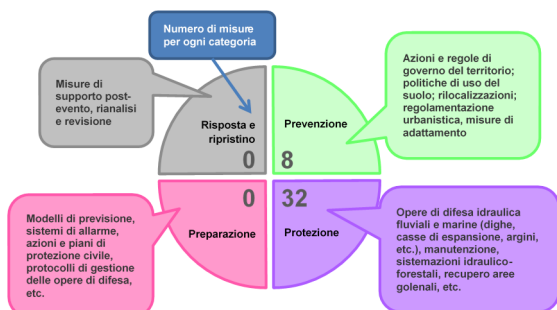 Numero di misure
per ogni categoria
Misure di
supporto post-
evento, rianalisi
e revisione
Azioni e regole di
governo del territorio;
politiche di uso del
suolo; rilocalizzazioni;
regolamentazione
urbanistica, misure di
adattamento
Risposta e
ripristino
0
Prevenzione
8
0
Preparazione
32
Protezione
Modelli di previsione,
sistemi di allarme,
azioni e piani di
protezione civile,
protocolli di gestione
delle opere di difesa,
etc.
Opere di difesa idraulica
fluviali e marine (dighe,
casse di espansione, argini,
etc.), manutenzione,
sistemazioni idraulico-
forestali, recupero aree
golenali, etc.